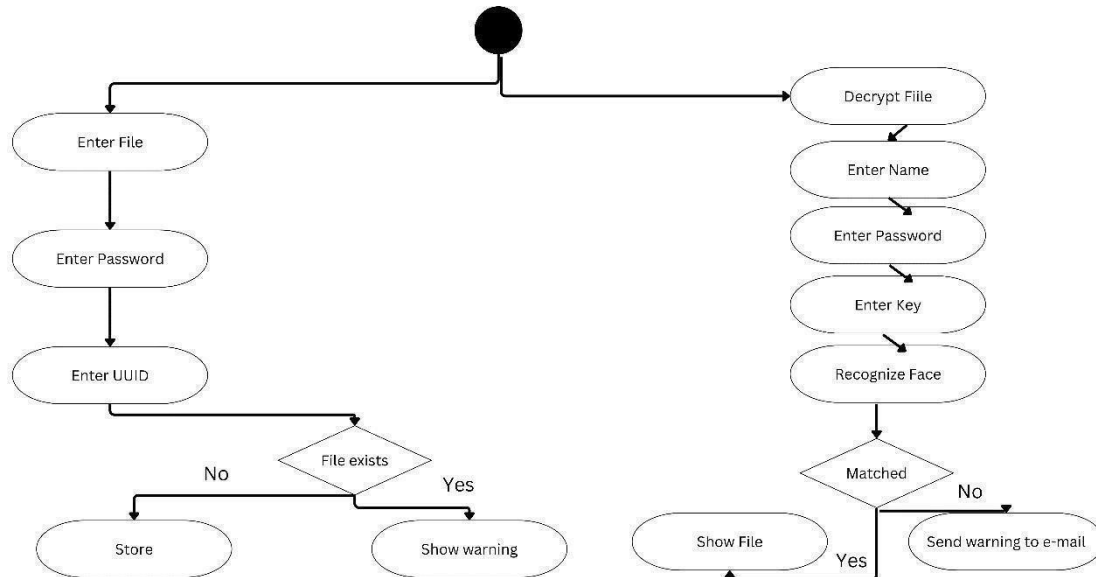 Decrypt Fiile
Enter File
Enter Name
Enter Password
Enter Password
Enter Key
Enter UUID
Recognize Face
File exists
Matched
No
Yes
No
Store
Show warning
Show File
Yes
Send warning to e-mail